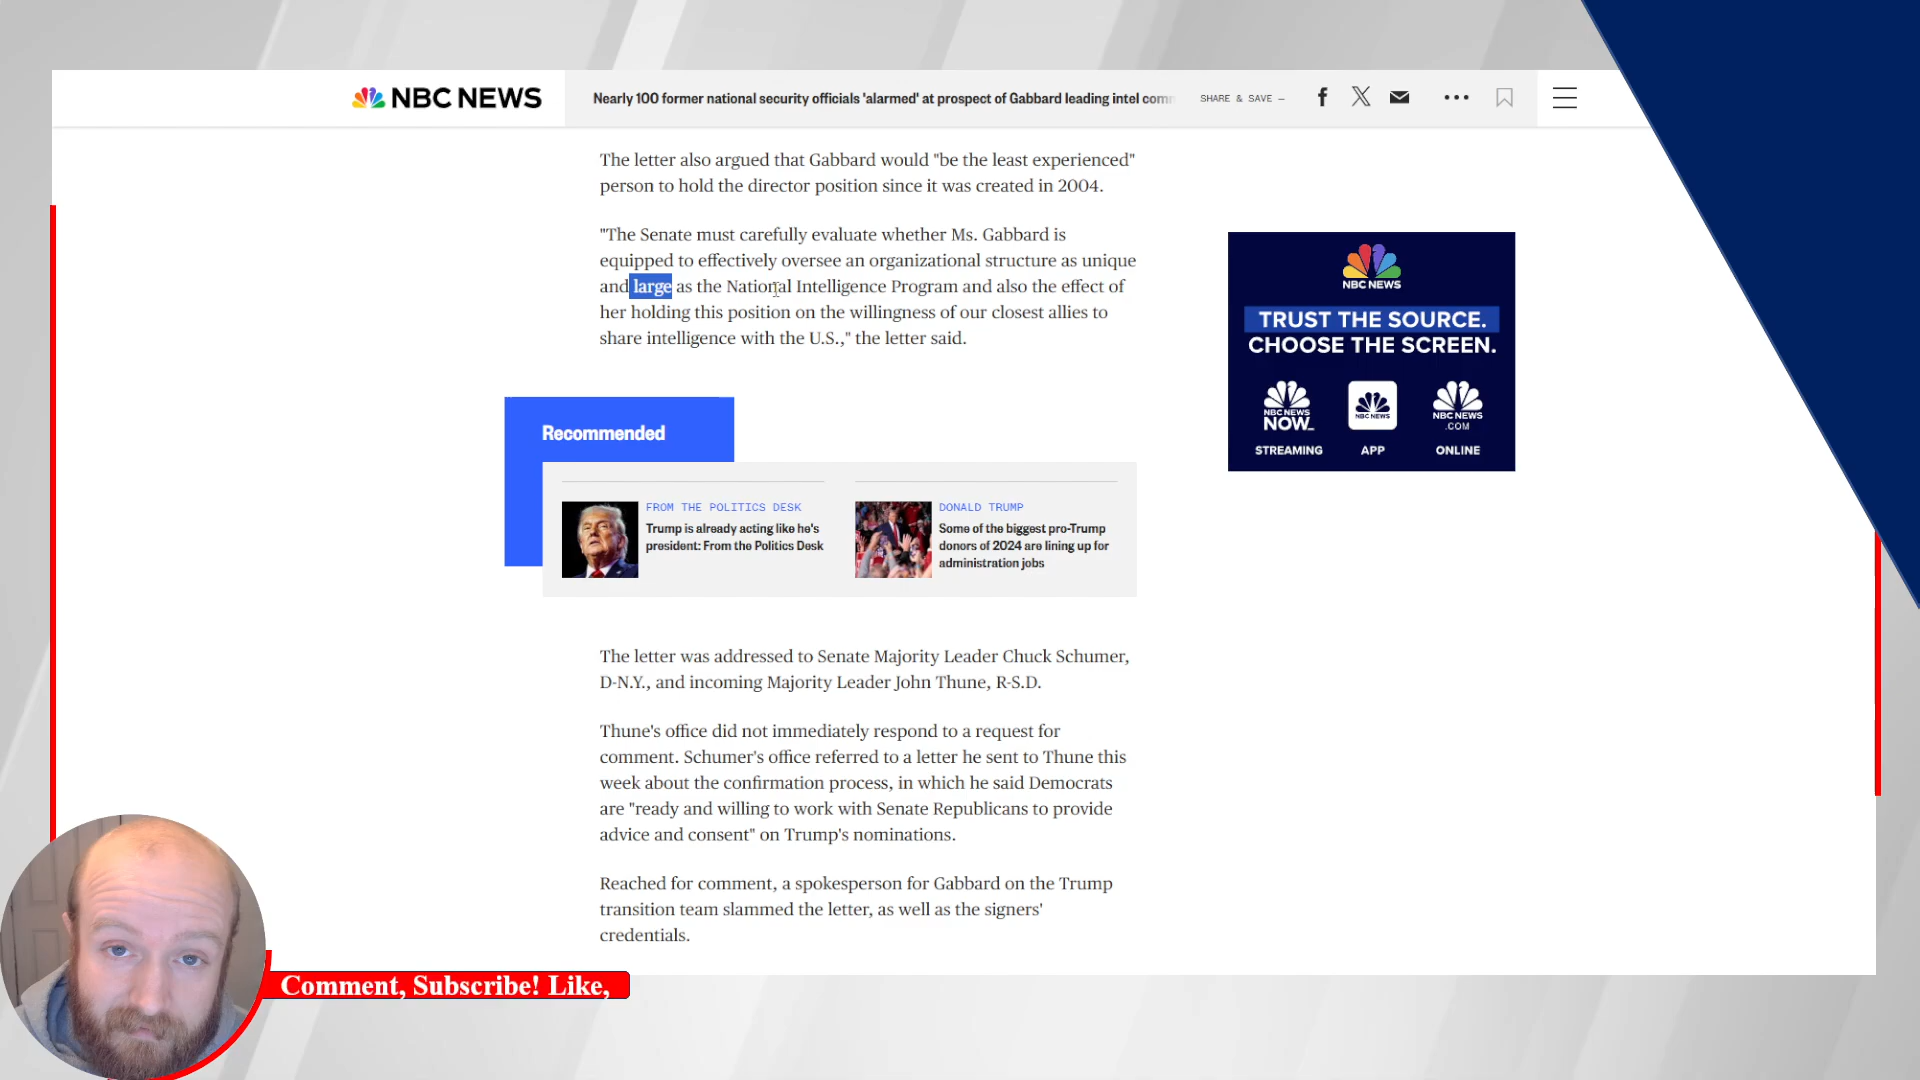 NBC NEWS
Nearly 100 former national security officials 'alarmed' at prospect of Gabbard leading intel
SHARE & SAVE —
The letter also argued that Gabbard would "be the least experienced"
person to hold the director position since it was created in 2004.
"The Senate must carefully evaluate whether Ms. Gabbard is
equipped to effectively oversee an organizational structure as unique
and large as the National Intelligence Program and also the effect of
her holding this position on the willingness of our closest allies to
share intelligence with the U.S.," the letter said.
NBC NEWS
TRUST THE SOURCE.
CHOOSE THE SCREEN.
NBC NEWS
NOW_
NBC NEWS
NBC NEWS
.COM
STREAMING
APP
ONLINE
Recommended
FROM THE POLITICS DESK
Trump is already acting like he's
president: From the Politics Desk
DONALD TRUMP
Some of the biggest pro-Trump
donors of 2024 are lining up for
administration jobs
The letter was addressed to Senate Majority Leader Chuck Schumer,
D-N.Y., and incoming Majority Leader John Thune, R-S.D.
Thune's office did not immediately respond to a request for
comment. Schumer's office referred to a letter he sent to Thune this
week about the confirmation process, in which he said Democrats
are "ready and willing to work with Senate Republicans to provide
advice and consent" on Trump's nominations.
Reached for comment, a spokesperson for Gabbard on the Trump
transition team slammed the letter, as well as the signers'
credentials.
Comment, Subscribe! Like,